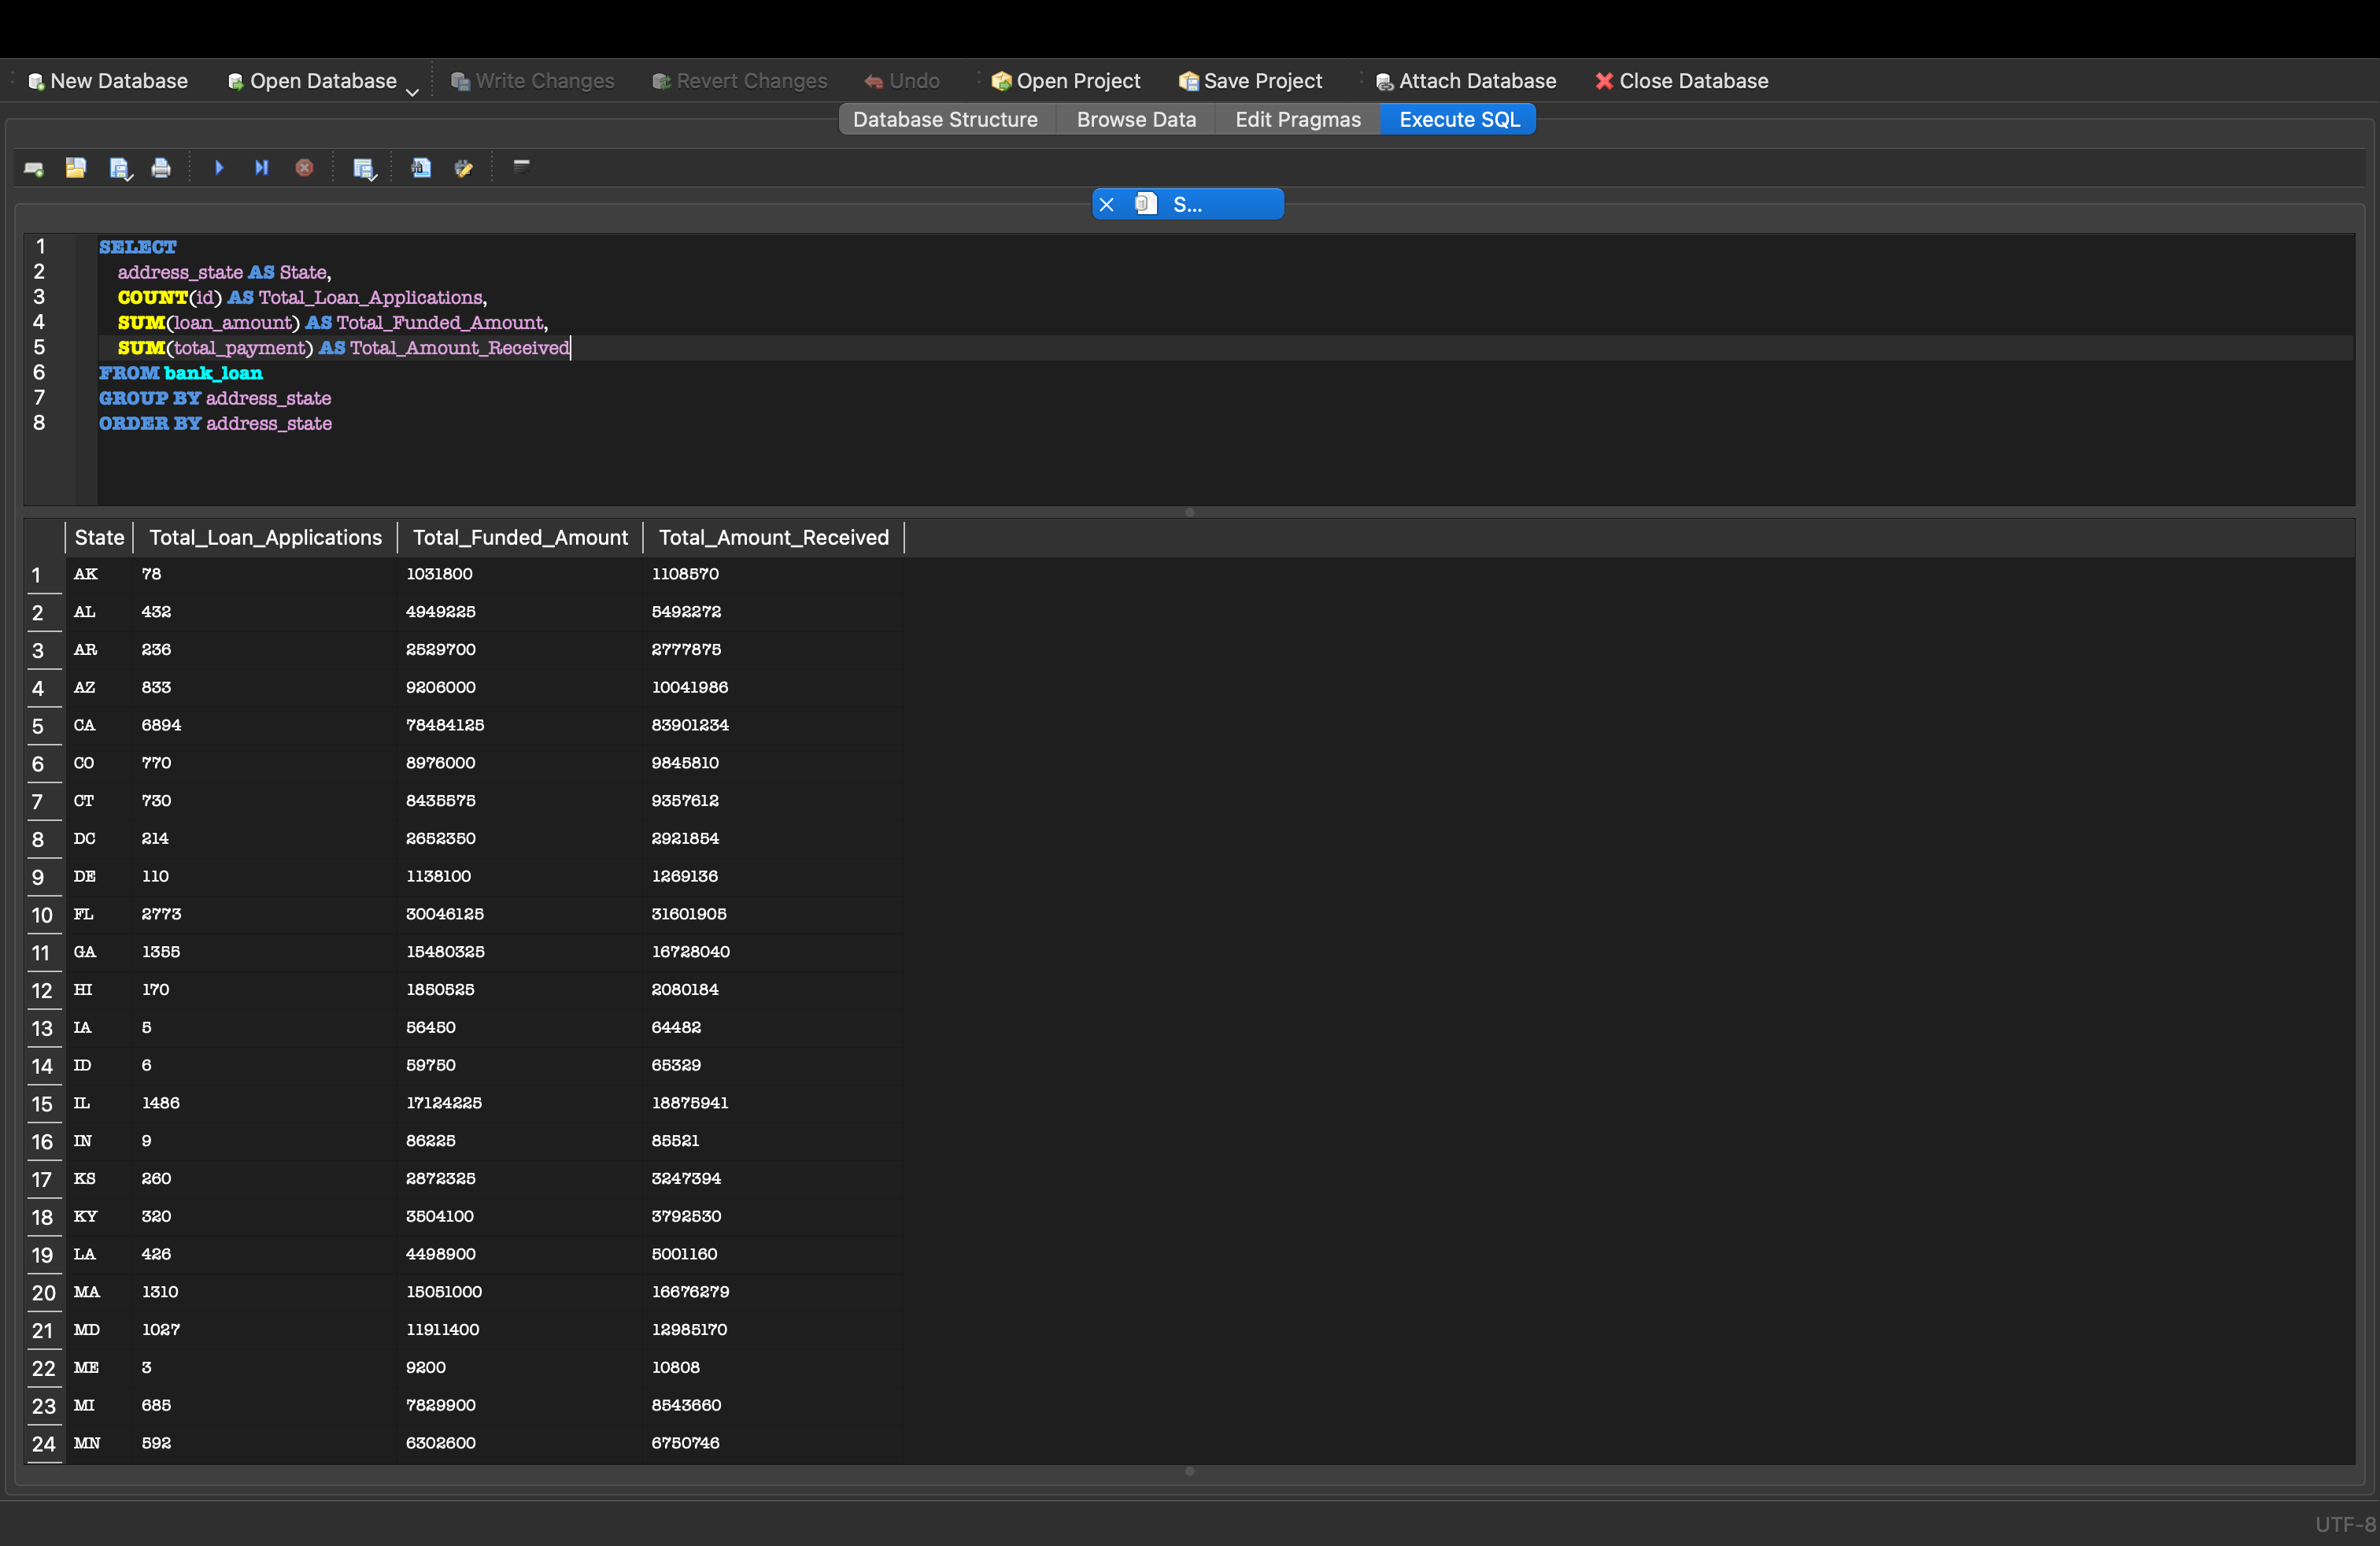 New Database Open Database Write Changes Revert Changes Undo Open Project Save Project Attach Database Close Database
Database Structure Browse Data Edit Pragmas Execute SQL
S...
1 SELECT
2 address_state AS State,
3 COUNT(id) AS Total_Loan_Applications,
4 SUM(loan_amount) AS Total_Funded_Amount,
5 SUM(total_payment) AS Total_Amount_Received
6 FROM bank_loan
7 GROUP BY address_state
8 ORDER BY address_state
State Total_Loan_Applications Total_Funded_Amount Total_Amount_Received
1 AK 78 1031800 1108570
2 AL 432 4949225 5492272
3 AR 236 2529700 2777875
4 AZ 833 9206000 10041986
5 CA 6894 78484125 83901234
6 CO 770 8976000 9845810
7 CT 730 8435575 9357612
8 DC 214 2652350 2921854
9 DE 110 1138100 1269136
10 FL 2773 30046125 31601905
11 GA 1355 15480325 16728040
12 HI 170 1850525 2080184
13 IA 5 56450 64482
14 ID 6 59750 65329
15 IL 1486 17124225 18875941
16 IN 9 86225 85521
17 KS 260 2872325 3247394
18 KY 320 3504100 3792530
19 LA 426 4498900 5001160
20 MA 1310 15051000 16676279
21 MD 1027 11911400 12985170
22 ME 3 9200 10808
23 MI 685 7829900 8543660
24 MN 592 6302600 6750746
UTF-8